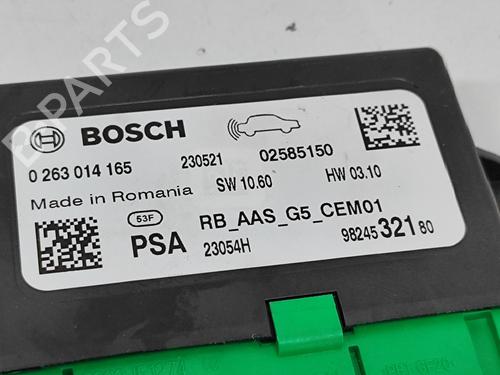 B PARTS
BOSCH
0 263 014 165
230521
02585150
Made in Romania
SW 10.60
HW 03.10
53F
RB_AAS_G5_CEM01
PSA
23054H
98245 321 80